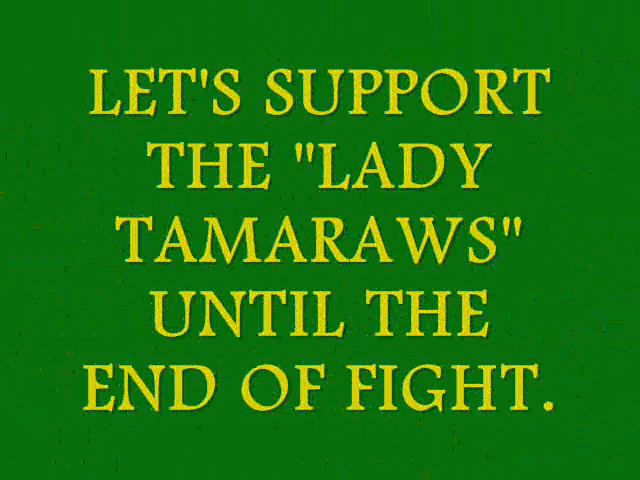 LET'S SUPPORT
THE "LADY
TAMARAWS"
UNTIL THE
END OF FIGHT.